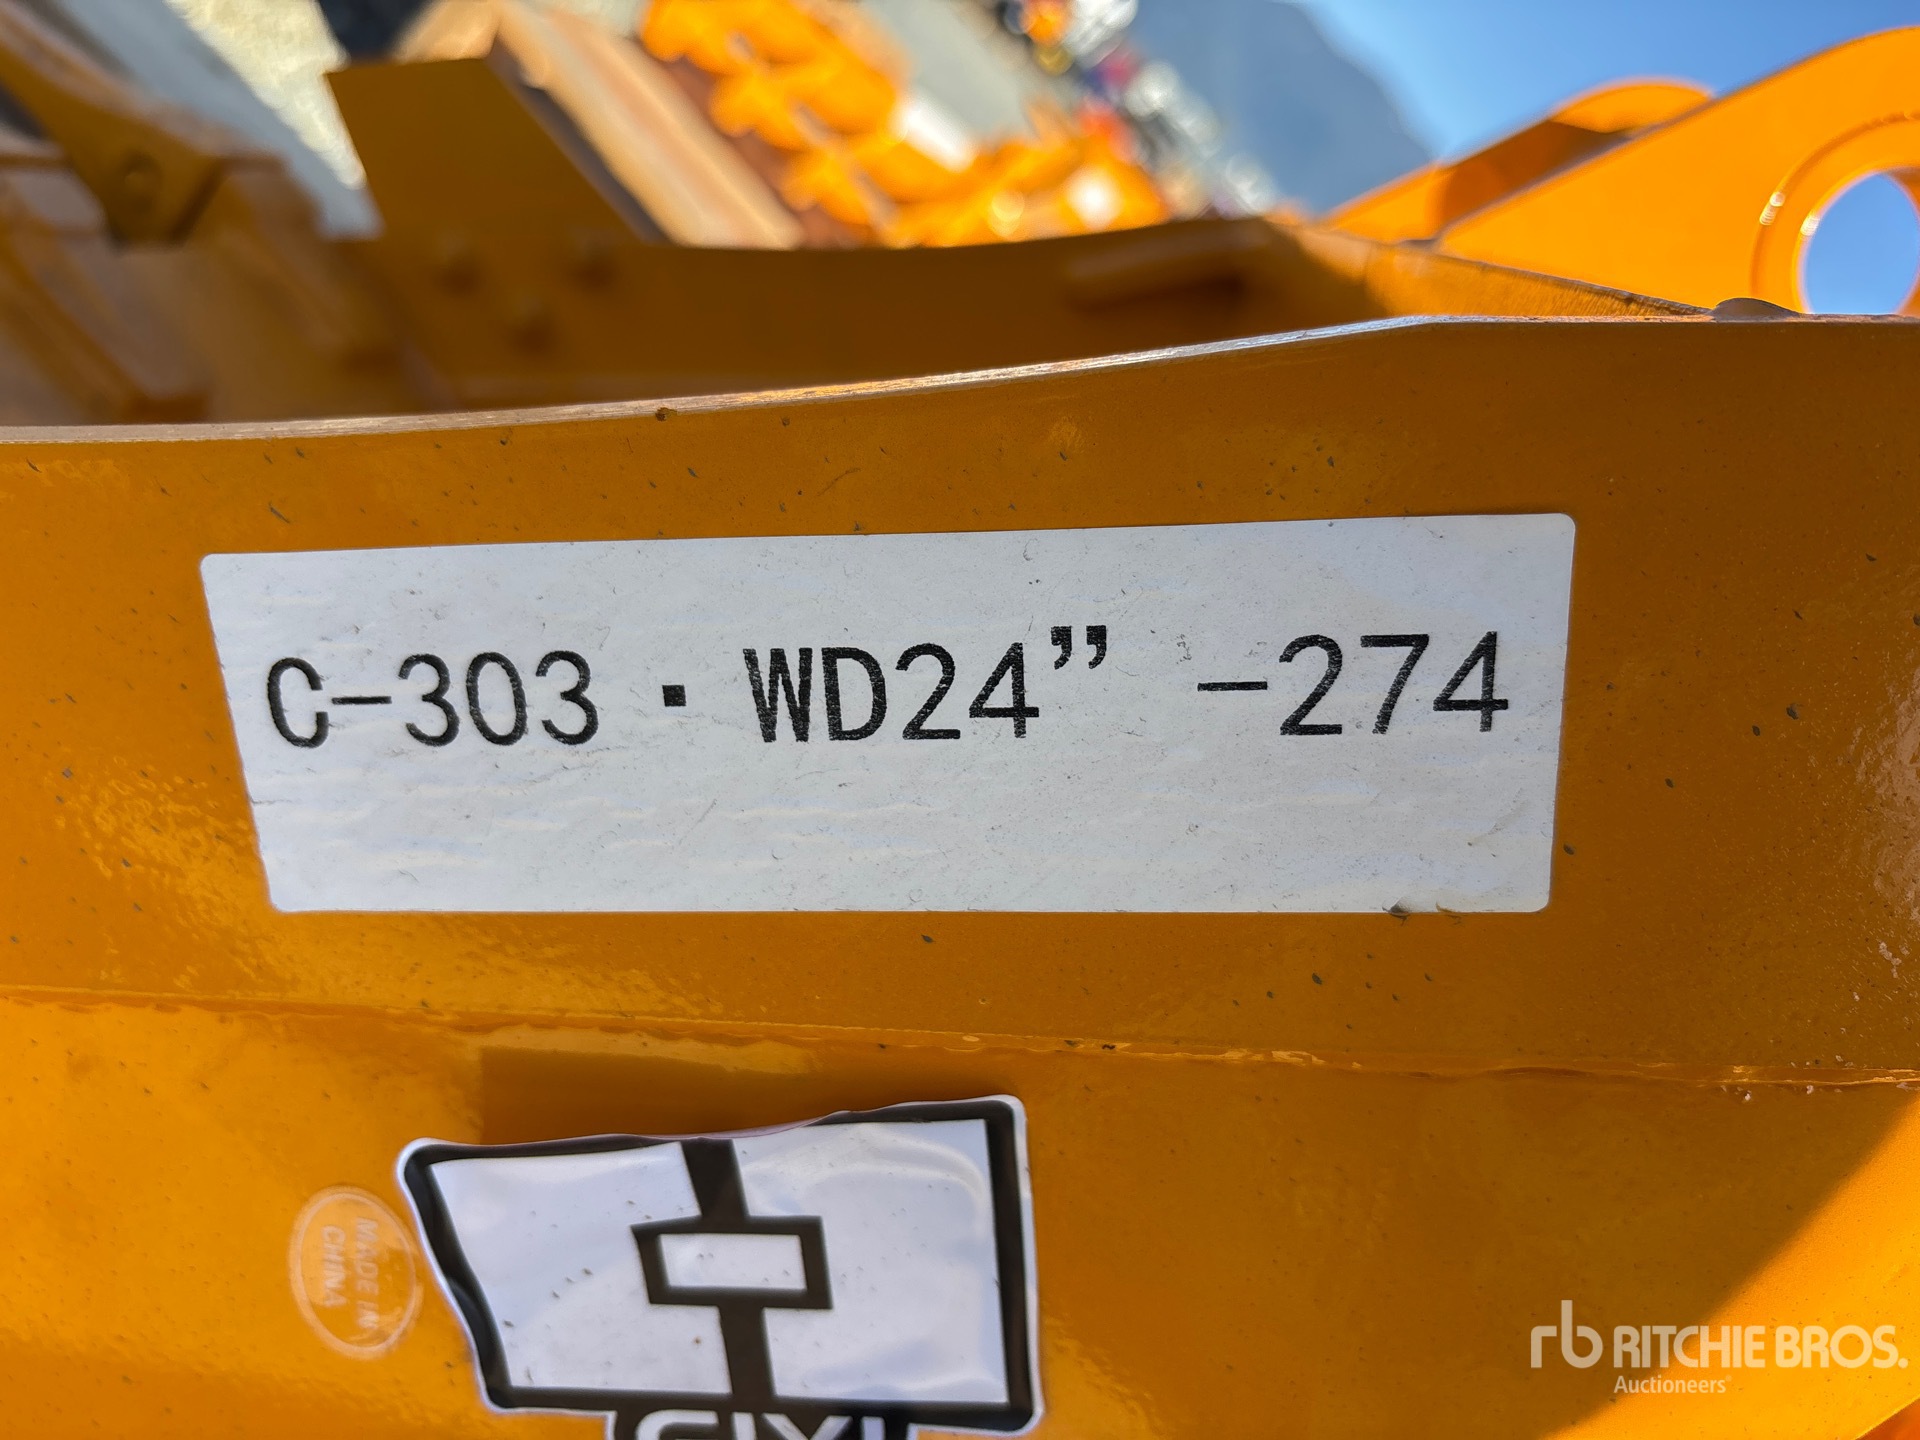 C-303 · WD24” -274
MADE IN
CHINA
rb RITCHIE BROS.
Auctioneers